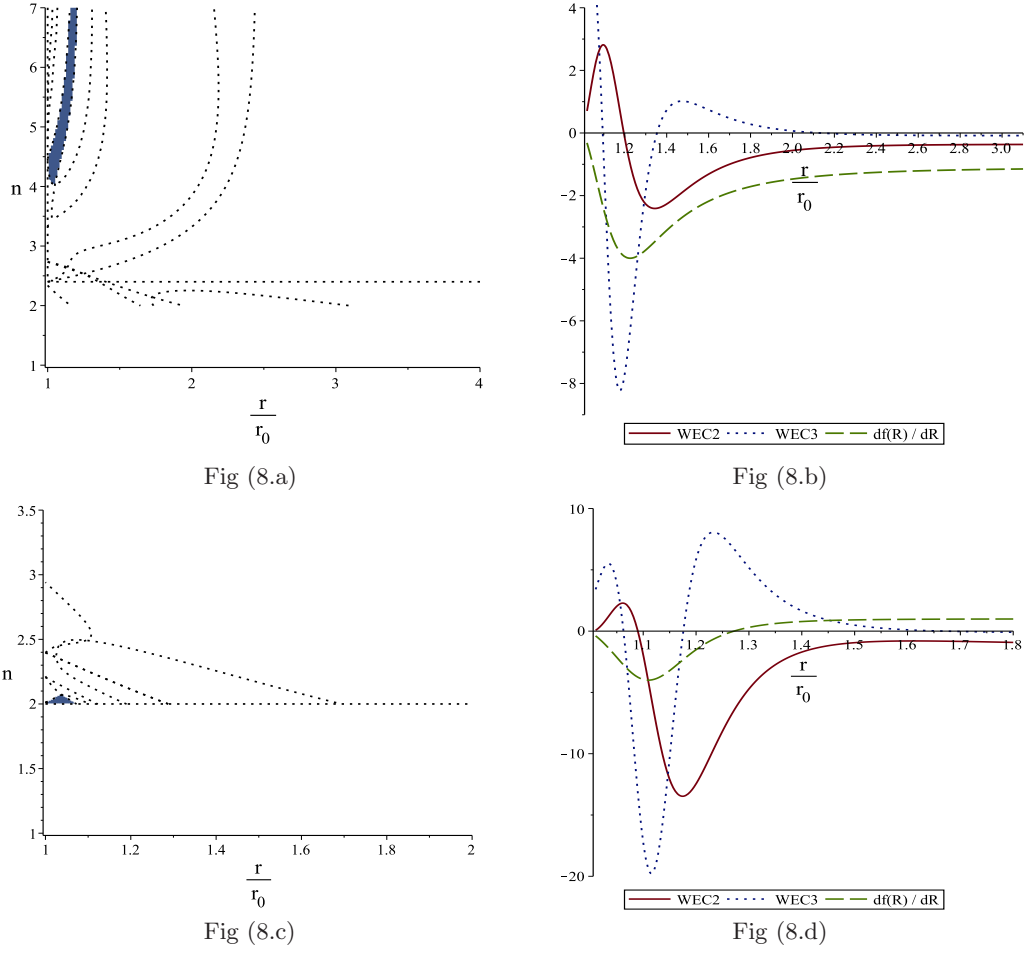 7
6
5
n 4
3
2
1
1 2 3 4
r
r0
Fig (8.a)
4
2
0
-2
-4
-6
-8
1.2 1.4 1.6 1.8 2.0 2.2 2.4 2.6 2.8 3.0
r
r0
WEC2 WEC3 df(R) / dR
Fig (8.b)
3.5
3
2.5
n
2
1.5
1
1 1.2 1.4 1.6 1.8 2
r
r0
Fig (8.c)
10
0
-10
-20
1.1 1.2 1.3 1.4 1.5 1.6 1.7 1.8
r
r0
WEC2 WEC3 df(R) / dR
Fig (8.d)